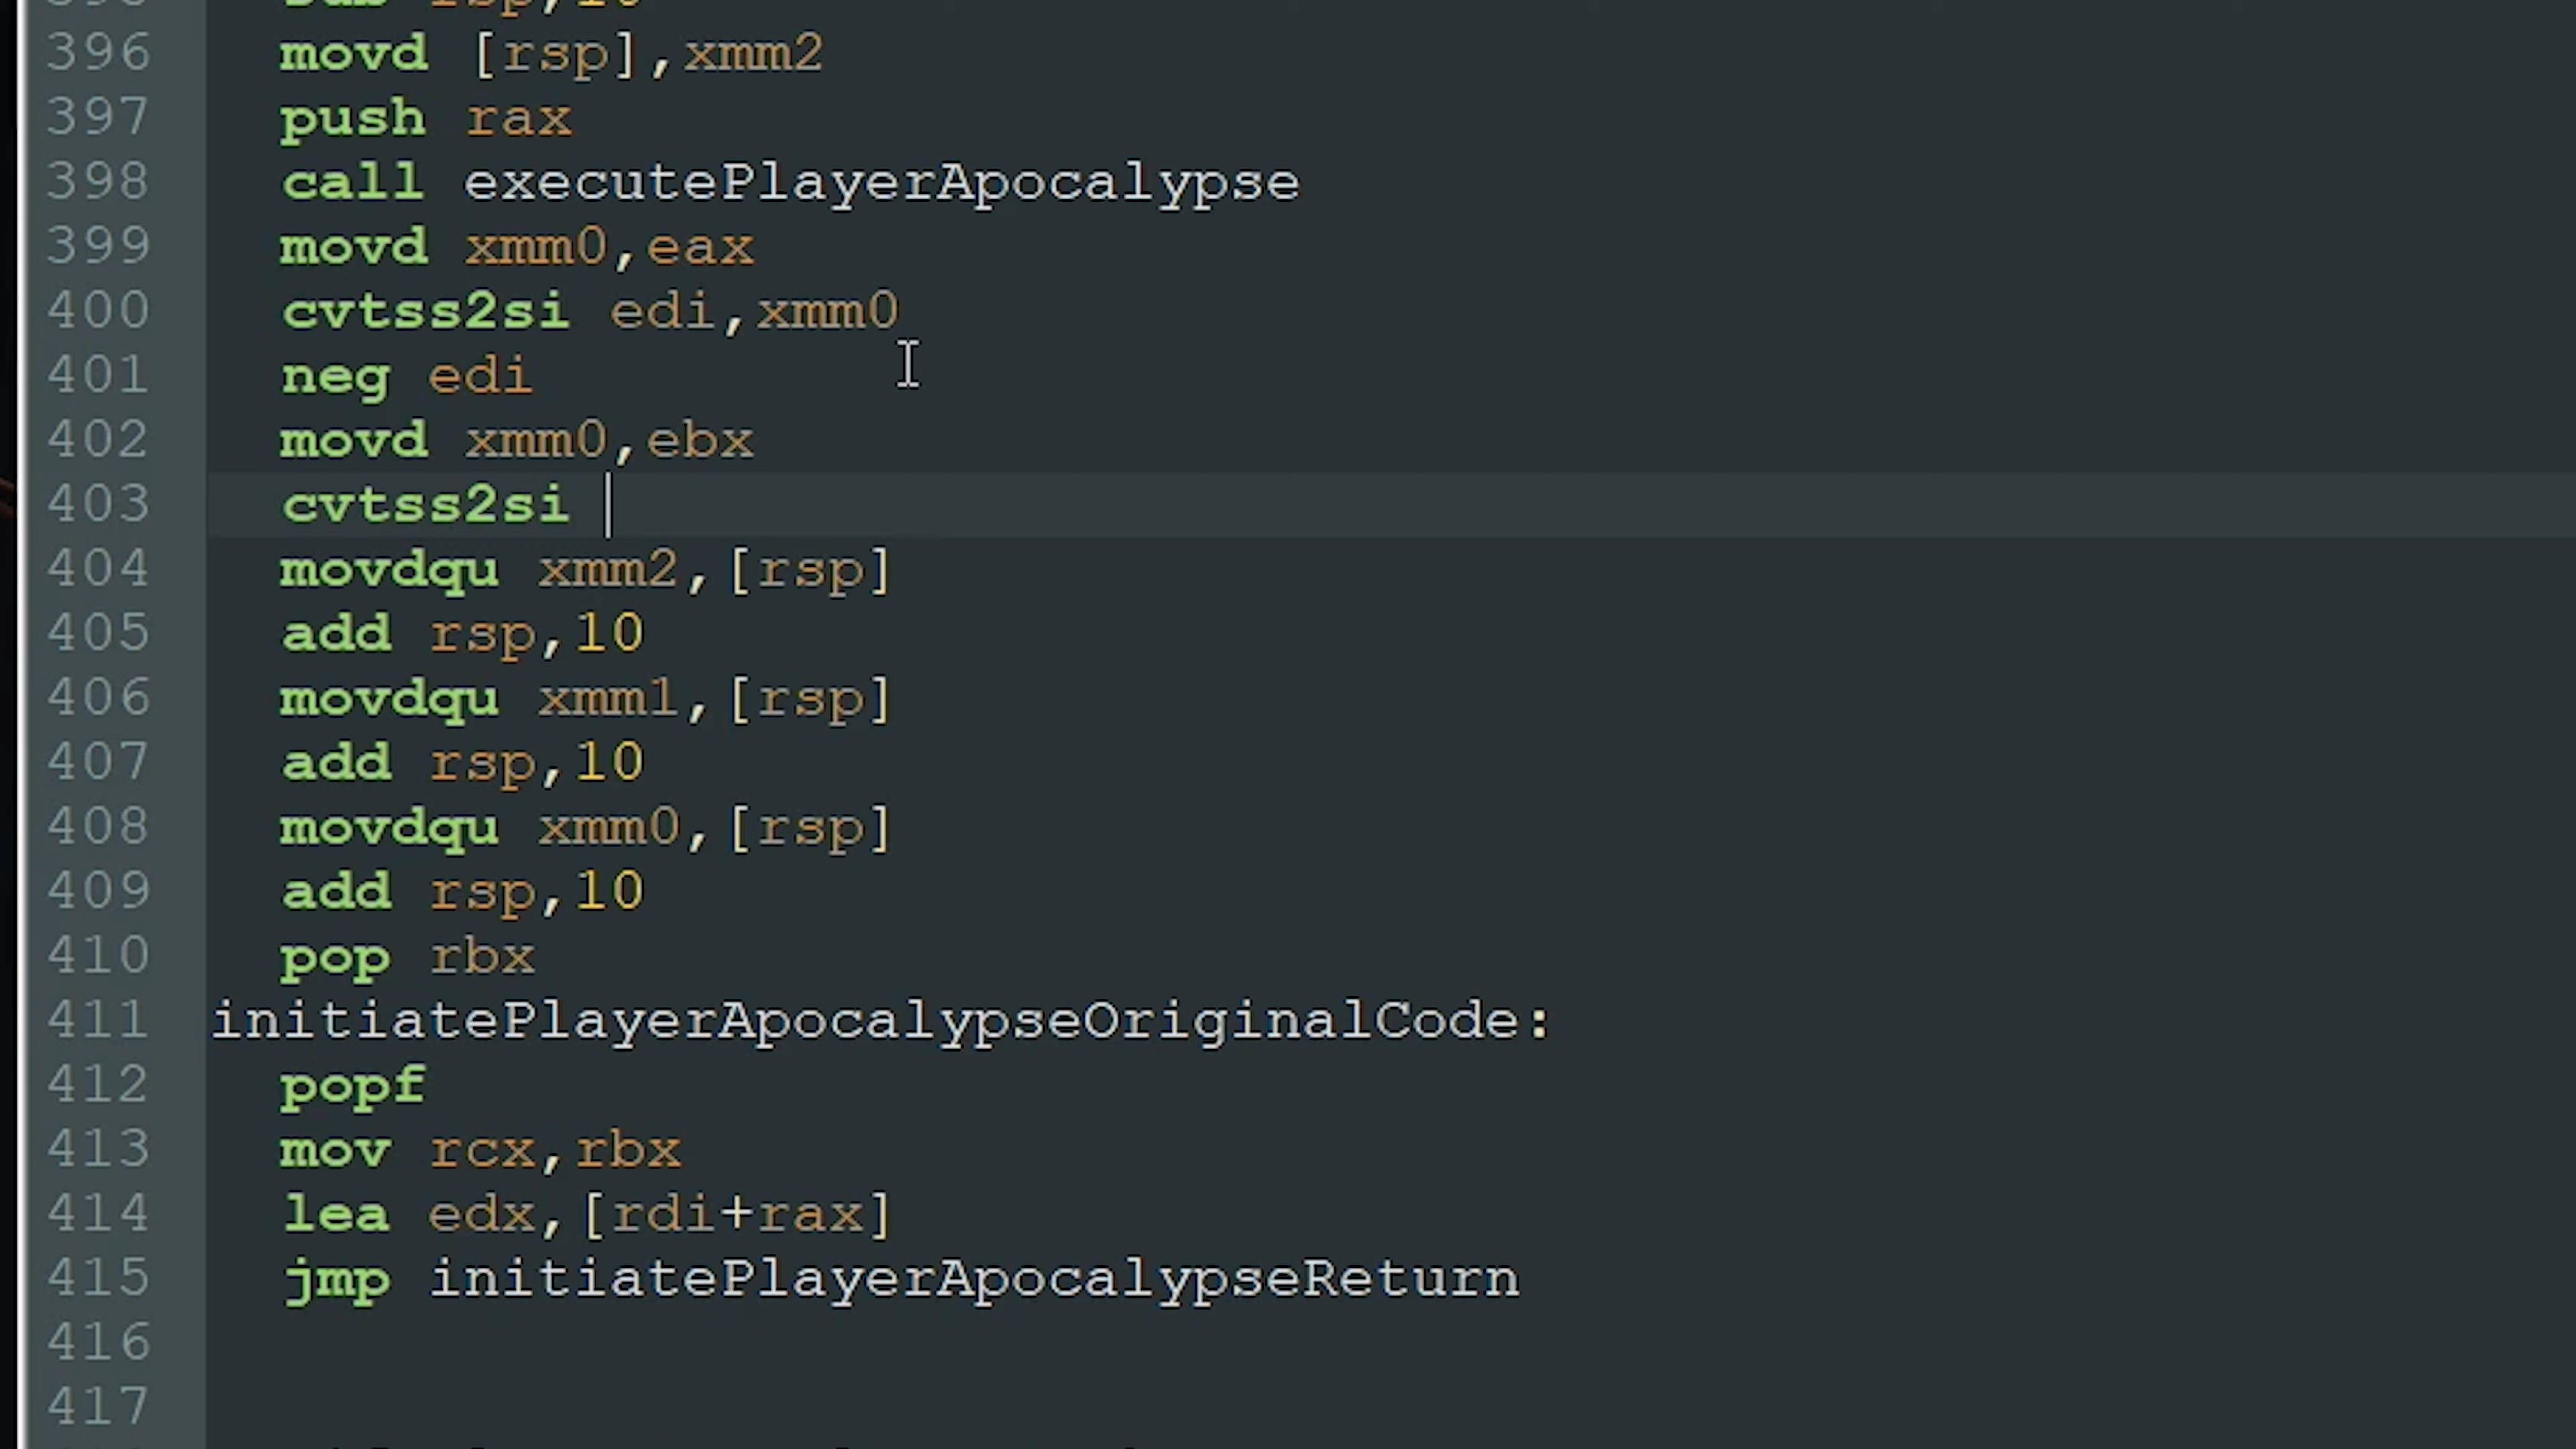 396 movd [rsp],xmm2
397 push rax
398 call executePlayerApocalypse
399 movd xmm0,eax
400 cvtss2si edi,xmm0
401 neg edi
402 movd xmm0,ebx
403 cvtss2si
404 movdqu xmm2,[rsp]
405 add rsp,10
406 movdqu xmm1,[rsp]
407 add rsp,10
408 movdqu xmm0,[rsp]
409 add rsp,10
410 pop rbx
411 initiatePlayerApocalypseOriginalCode:
412 popf
413 mov rcx,rbx
414 lea edx,[rdi+rax]
415 jmp initiatePlayerApocalypseReturn
416
417